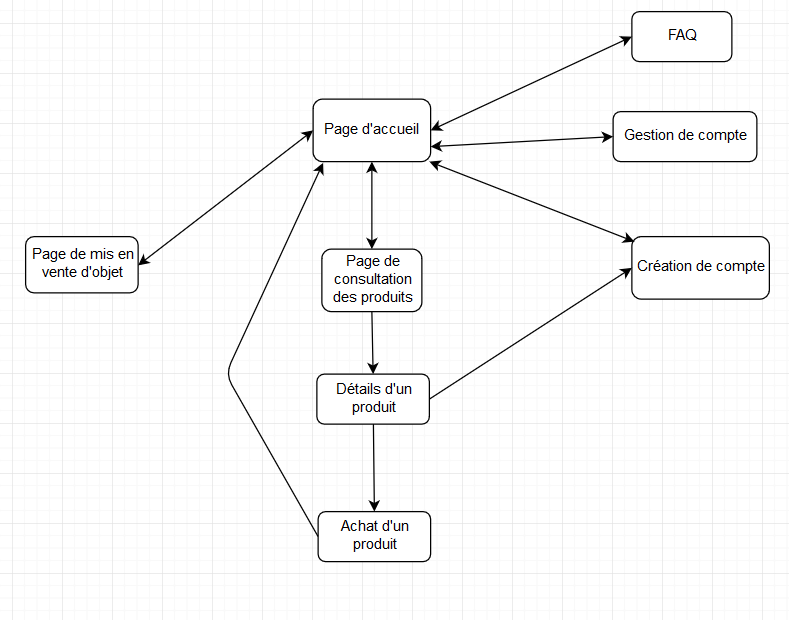 FAQ
Page d'accueil
Gestion de compte
Page de mis en
vente d'objet
Page de
consultation
des produits
Création de compte
Détails d'un
produit
Achat d'un
produit